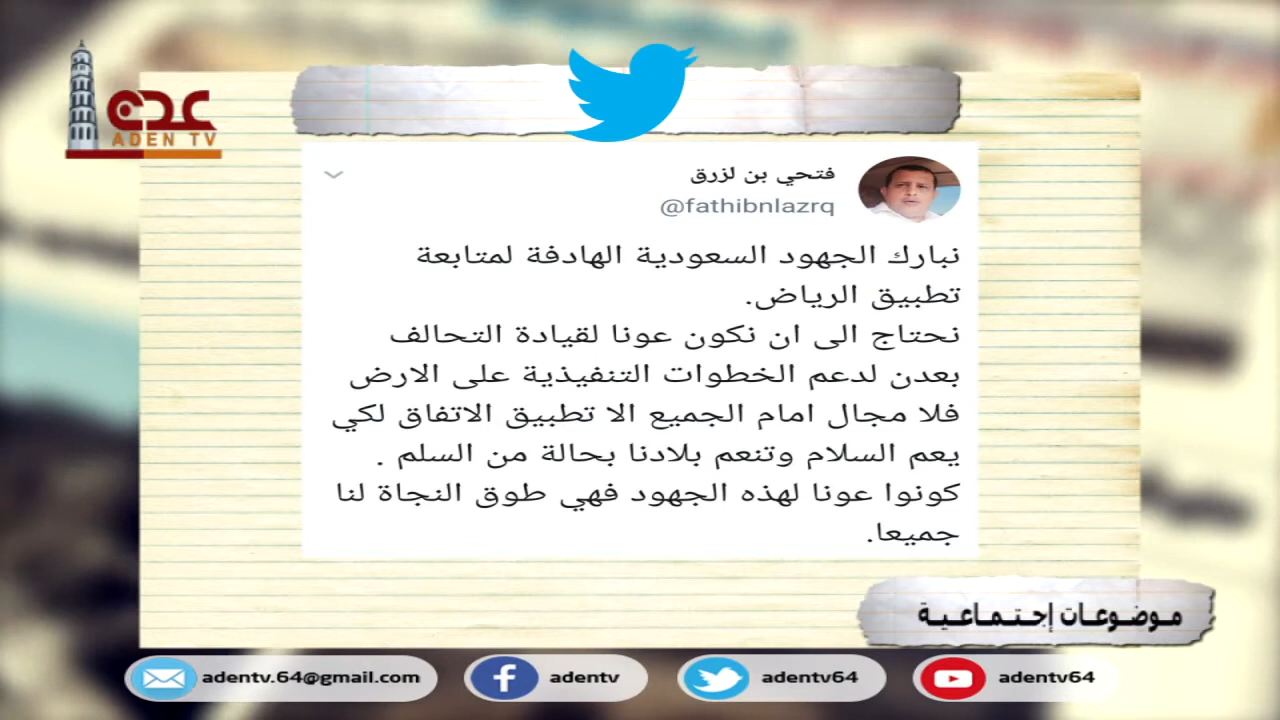 عدن
ADEN TV
فتحي بن لزرق
@fathibnlazrq
نبارك الجهود السعودية الهادفة لمتابعة
تطبيق الرياض.
نحتاج الى ان نكون عونا لقيادة التحالف
بعدن لدعم الخطوات التنفيذية على الارض
فلا مجال امام الجميع الا تطبيق الاتفاق لكي
يعم السلام وتنعم بلادنا بحالة من السلم .
كونوا عونا لهذه الجهود فهي طوق النجاة لنا
جميعا.
موضوعات إجتماعية
adentv.64@gmail.com
adentv
adentv64
adentv64